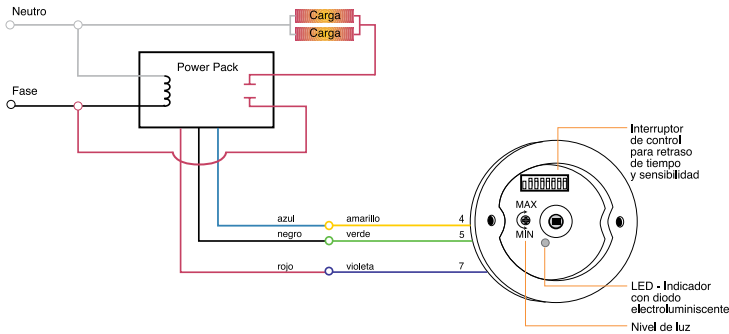 Neutro
Carga
Carga
Power Pack
Fase
Interruptor
de control
para retraso
de tiempo
y sensibilidad
MAX
MÍN
azul amarillo 4
negro verde 5
rojo violeta 7
LED - Indicador
con diodo
electroluminiscente
Nivel de luz